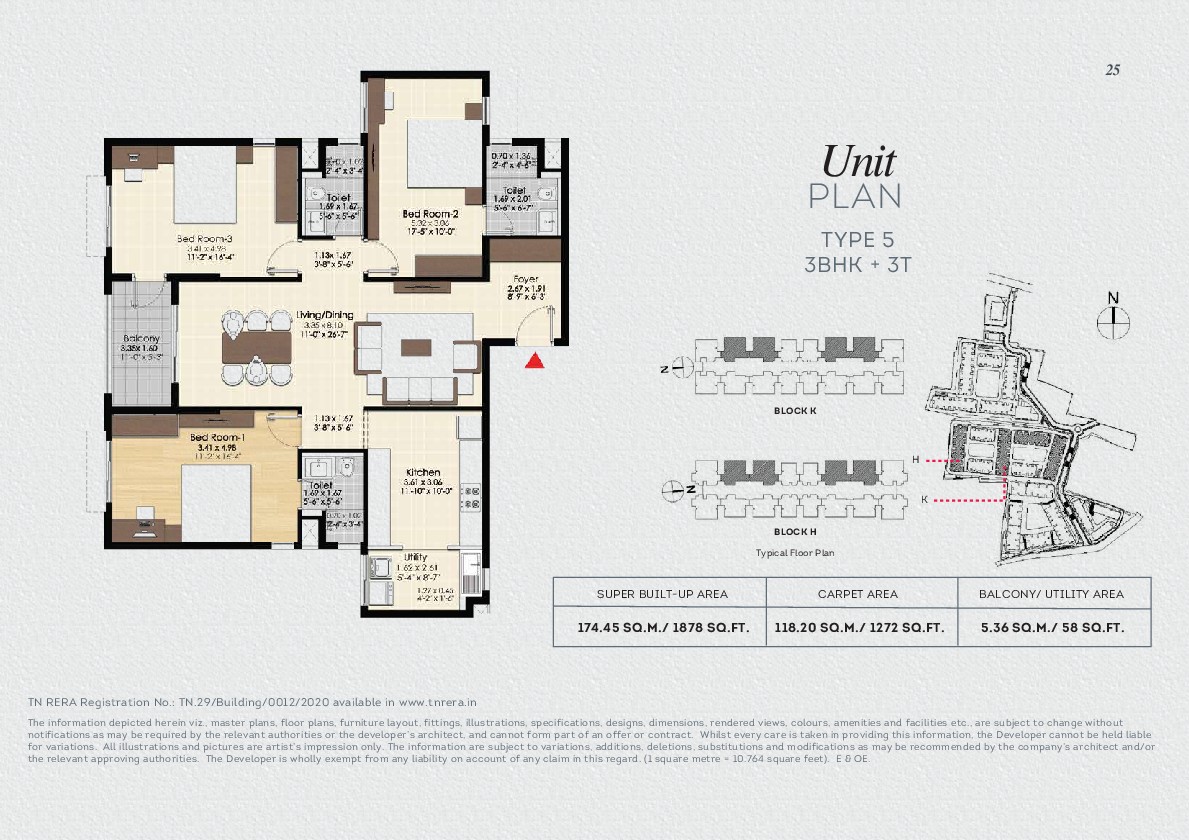 25
Unit
PLAN
TYPE 5
3BHK + 3T
Bed Room-3
3.41 x 4.98
11'-2" x 16'-4"
2'-4" x 3'-4"
Toilet
1.69 x 1.67
5'-6" x 5'-6"
Bed Room-2
5.32 x 3.06
17'-5" x 10'-0"
0.70 x 1.36
2'-4" x 4'-6"
Toilet
1.69 x 2.01
5'-6" x 6'-7"
1.13 x 1.67
3'-8" x 5'-6"
Foyer
2.67 x 1.91
8'-9" x 6'-3"
Living/Dining
3.35 x 8.10
11'-0" x 26'-7"
Balcony
3.35 x 1.60
11'-0" x 5'-3"
1.13 x 1.67
3'-8" x 5'-6"
Bed Room-1
3.41 x 4.98
11'-2" x 16'-4"
Kitchen
3.61 x 3.06
11'-10" x 10'-0"
Toilet
1.69 x 1.67
5'-6" x 5'-6"
2'-4" x 3'-4"
Utility
1.62 x 2.61
5'-4" x 8'-7"
1.27 x 0.45
4'-2" x 1'-6"
N
N
BLOCK K
N
BLOCK H
Typical Floor Plan
H
K
SUPER BUILT-UP AREA CARPET AREA BALCONY/ UTILITY AREA
174.45 SQ.M./ 1878 SQ.FT. 118.20 SQ.M./ 1272 SQ.FT. 5.36 SQ.M./ 58 SQ.FT.
TN RERA Registration No.: TN.29/Building/0012/2020 available in www.tnrera.in
The information depicted herein viz., master plans, floor plans, furniture layout, fittings, illustrations, specifications, designs, dimensions, rendered views, colours, amenities and facilities etc., are subject to change without
notifications as may be required by the relevant authorities or the developer's architect, and cannot form part of an offer or contract. Whilst every care is taken in providing this information, the Developer cannot be held liable
for variations. All illustrations and pictures are artist's impression only. The information are subject to variations, additions, deletions, substitutions and modifications as may be recommended by the company's architect and/or
the relevant approving authorities. The Developer is wholly exempt from any liability on account of any claim in this regard. (1 square metre = 10.764 square feet). E & OE.